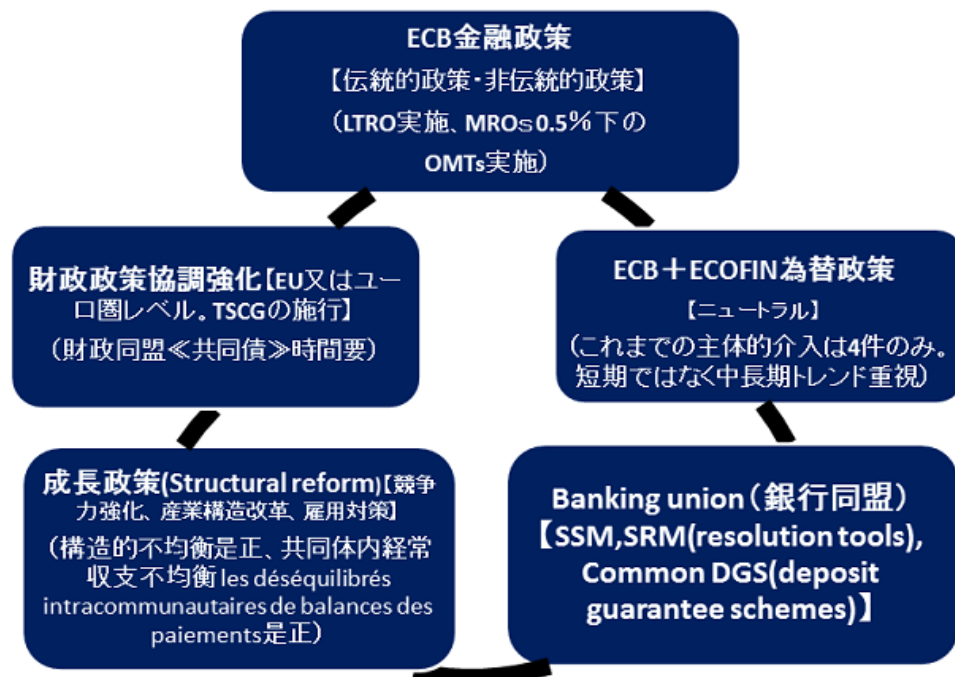 ECB金融政策
【伝統的政策・非伝統的政策】
(LTRO実施、MROs0.5%下の
OMTs実施)
財政政策協調強化【EU又はユー
ロ圏レベル。TSCGの施行】
(財政同盟≪共同債≫時間要)
ECB+ECOFIN為替政策
【ニュートラル】
(これまでの主体的介入は4件のみ。
短期ではなく中長期トレンド重視)
成長政策(Structural reform)【競争
力強化、産業構造改革、雇用対策】
(構造的不均衡是正、共同体内経常
収支不均衡les déséquilibrés
intracommunautaires de balances des
paiements是正)
Banking union(銀行同盟)
【SSM,SRM(resolution tools),
Common DGS(deposit
guarantee schemes)】